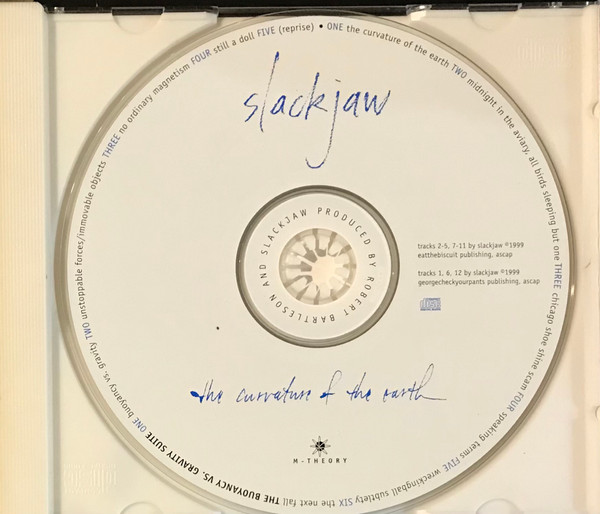 slackjaw
ONE the curvature of the earth TWO midnight in the aviary, all birds sleeping but one THREE chicago shoe shine scam FOUR speaking terms FIVE wreckingball subtlety SIX the next fall THE BUOYANCY VS. GRAVITY SUITE ONE buoyancy vs. gravity TWO unstoppable forces/immovable objects THREE no ordinary magnetism FOUR still a doll FIVE (reprise) •
SLACKJAW PRODUCED BY ROBERT BARTLESON AND
tracks 2-5, 7-11 by slackjaw ©1999
eatthebiscuit publishing, ascap
tracks 1, 6, 12 by slackjaw ©1999
georgecheckyourpants publishing, ascap
the curvature of the earth
M-THEORY